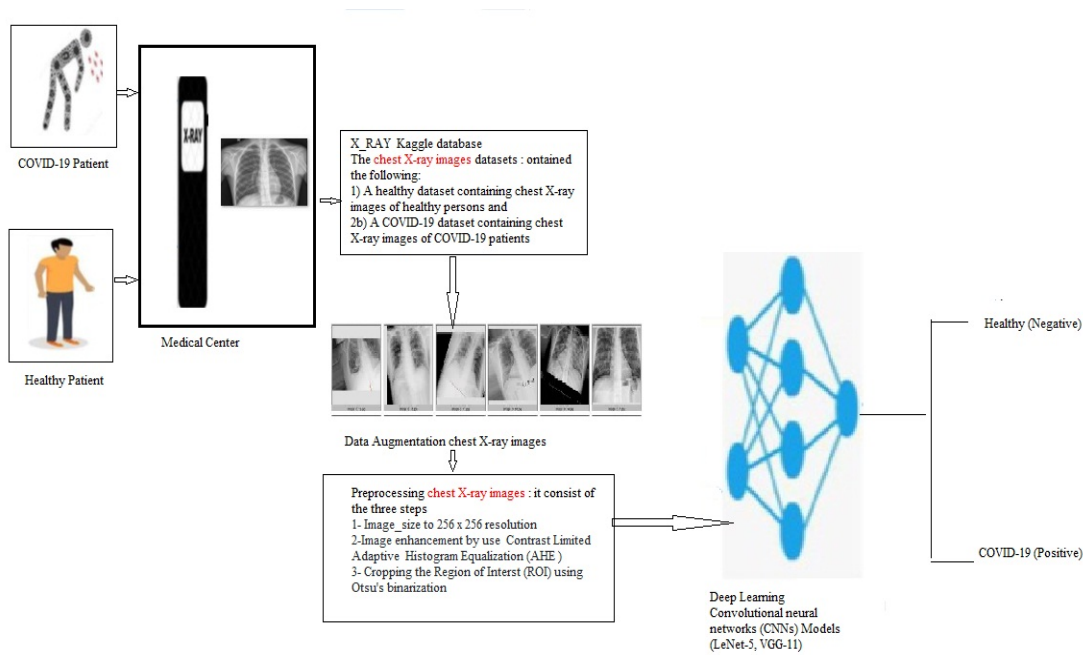 COVID-19 Patient
Healthy Patient
X-RAY
Medical Center
X_RAY Kaggle database
The chest X-ray images datasets : ontained
the following:
1) A healthy dataset containing chest X-ray
images of healthy persons and
2b) A COVID-19 dataset containing chest
X-ray images of COVID-19 patients
Data Augmentation chest X-ray images
Preprocessing chest X-ray images : it consist of
the three steps
1- Image_size to 256 x 256 resolution
2-Image enhancement by use Contrast Limited
Adaptive Histogram Equalization (AHE )
3- Cropping the Region of Interst (ROI) using
Otsu's binarization
Deep Learning
Convolutional neural
networks (CNNs) Models
(LeNet-5, VGG-11)
Healthy (Negative)
COVID-19 (Positive)